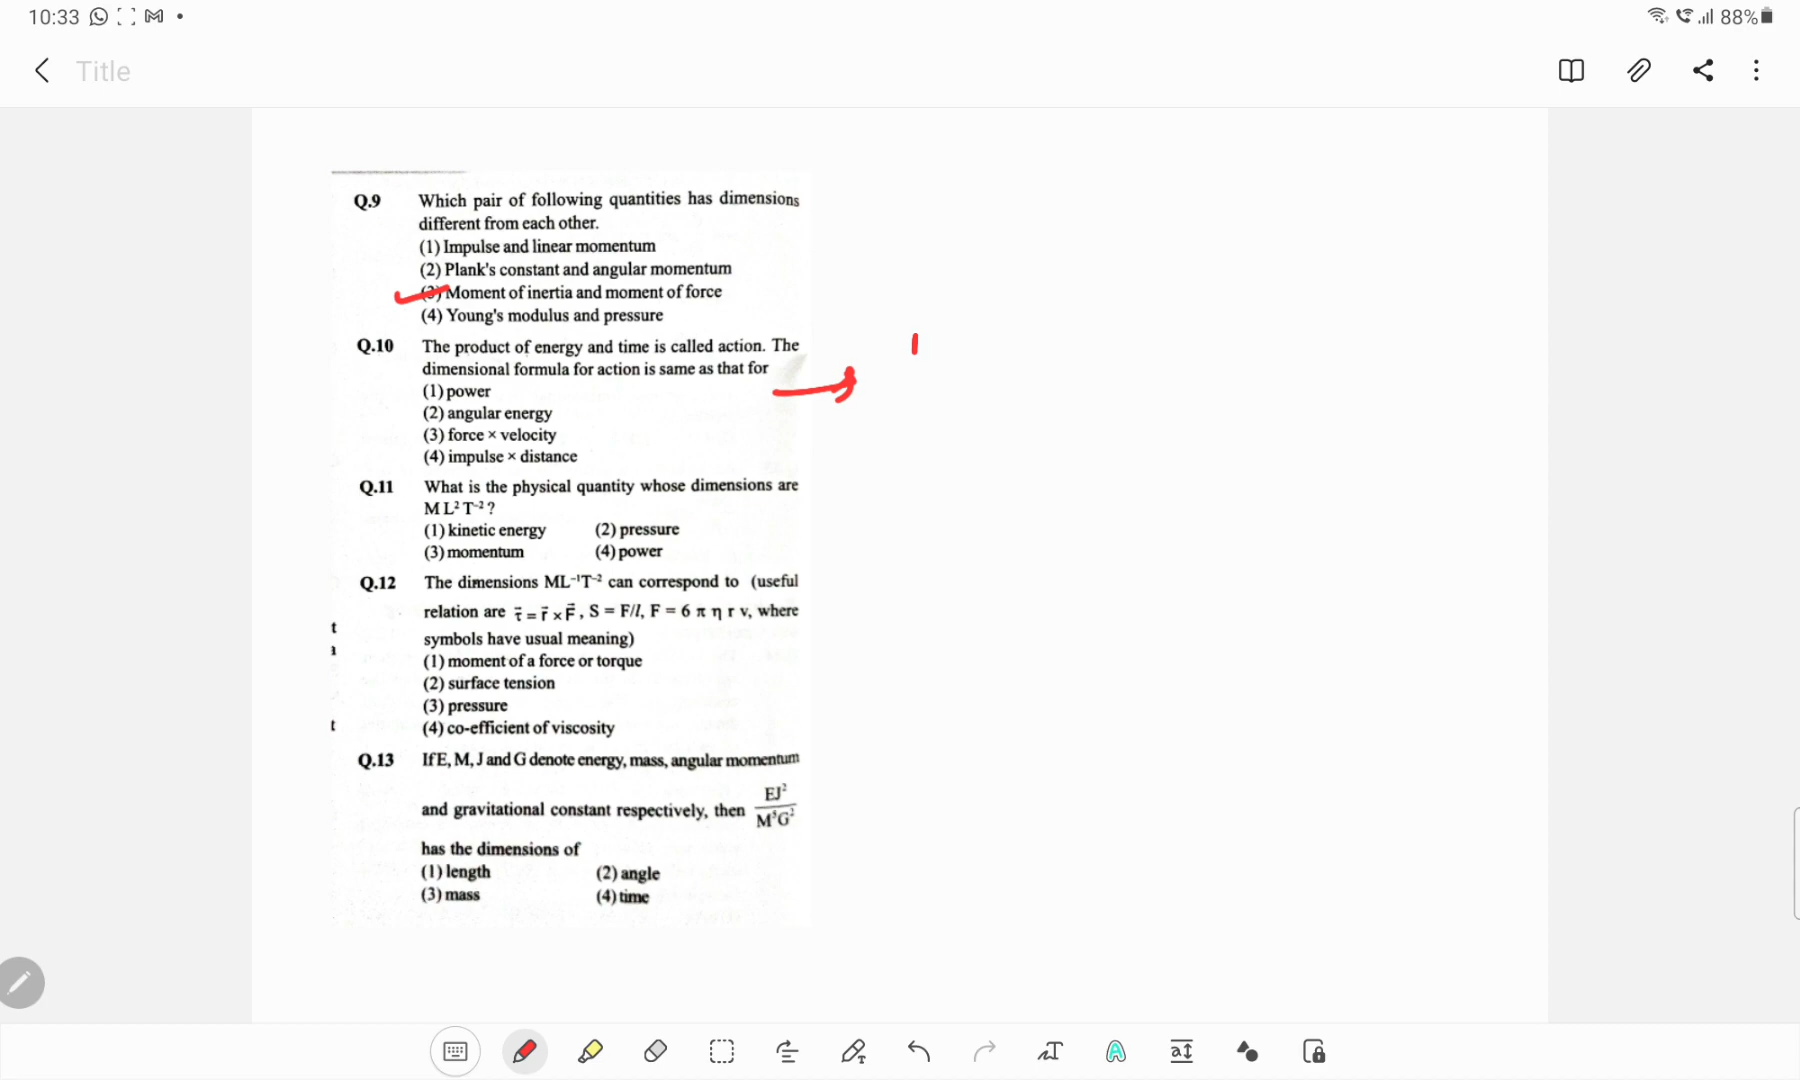 10:33
88%
Title
Q.9 Which pair of following quantities has dimensions
different from each other.
(1) Impulse and linear momentum
(2) Plank's constant and angular momentum
(3) Moment of inertia and moment of force
(4) Young's modulus and pressure
Q.10 The product of energy and time is called action. The
dimensional formula for action is same as that for
(1) power
(2) angular energy
(3) force × velocity
(4) impulse × distance
Q.11 What is the physical quantity whose dimensions are
M L² T⁻² ?
(1) kinetic energy (2) pressure
(3) momentum (4) power
Q.12 The dimensions ML⁻¹T⁻² can correspond to (useful
relation are τ⃗ = r⃗ × F⃗ , S = F/l, F = 6 π η r v, where
symbols have usual meaning)
(1) moment of a force or torque
(2) surface tension
(3) pressure
(4) co-efficient of viscosity
Q.13 If E, M, J and G denote energy, mass, angular momentum
and gravitational constant respectively, then EJ² / M⁵G²
has the dimensions of
(1) length (2) angle
(3) mass (4) time
t
a
t